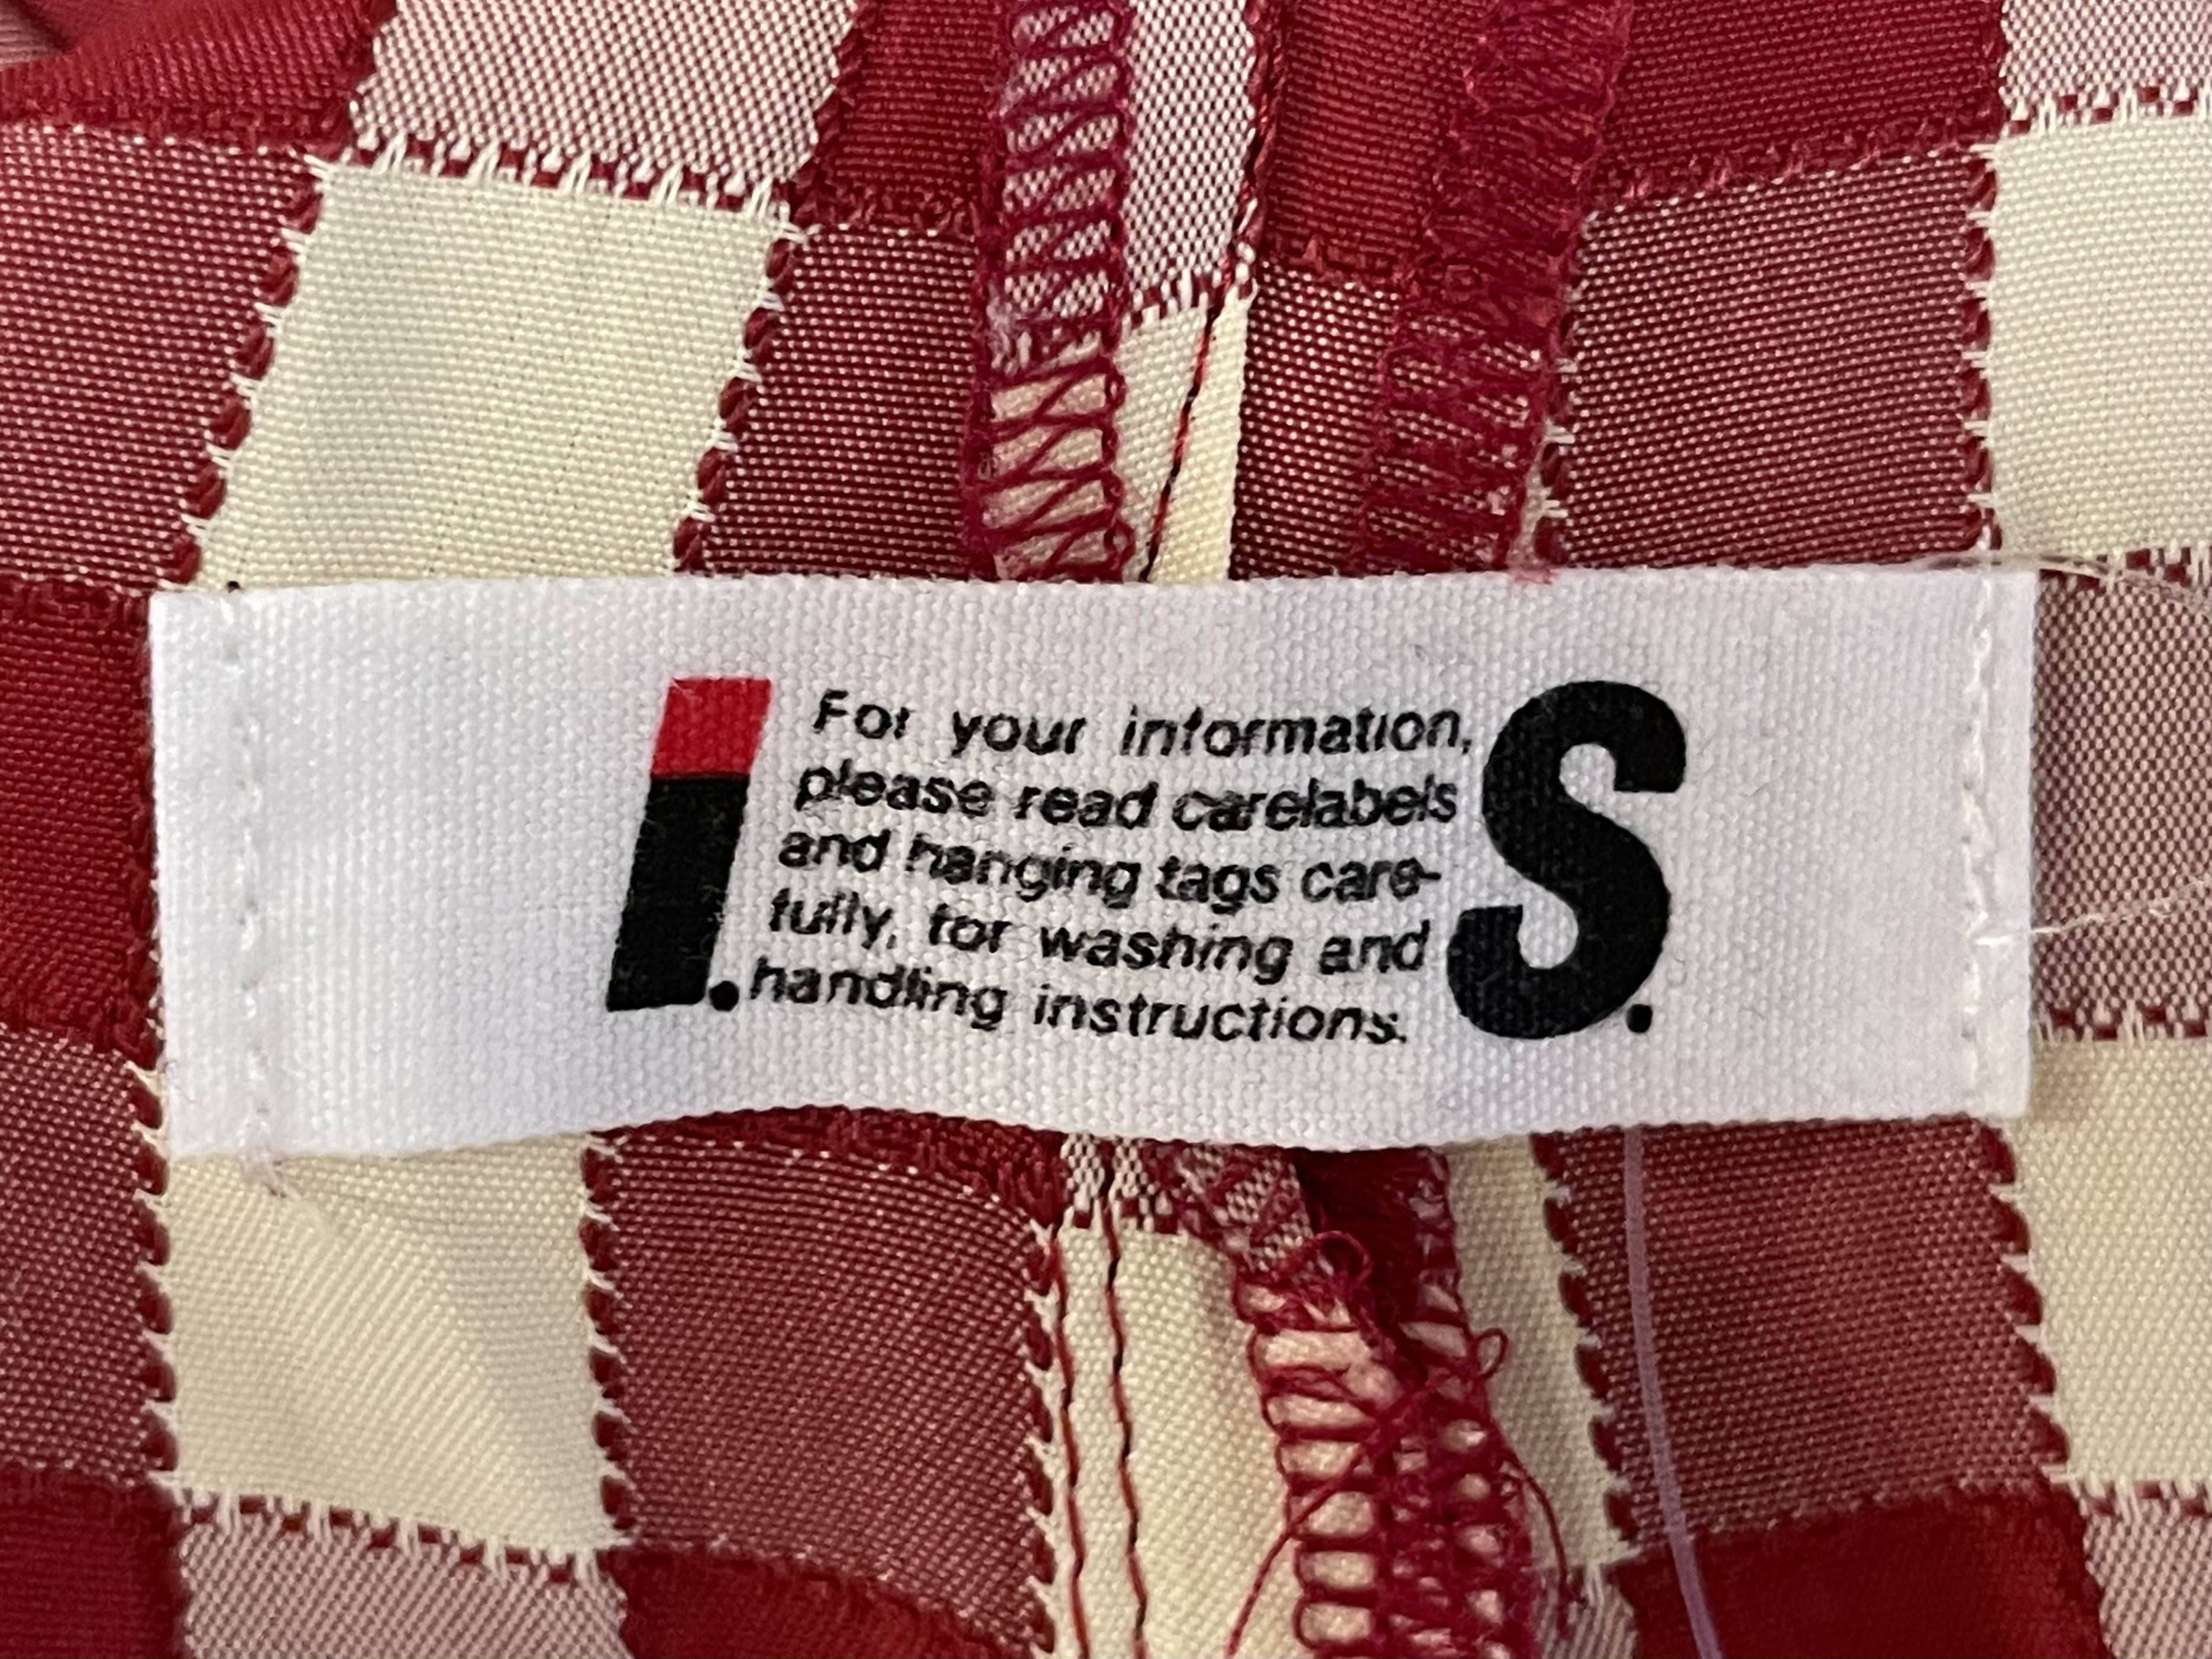 I. S.
For your information,
please read carelabels
and hanging tags care-
fully, for washing and
handling instructions.